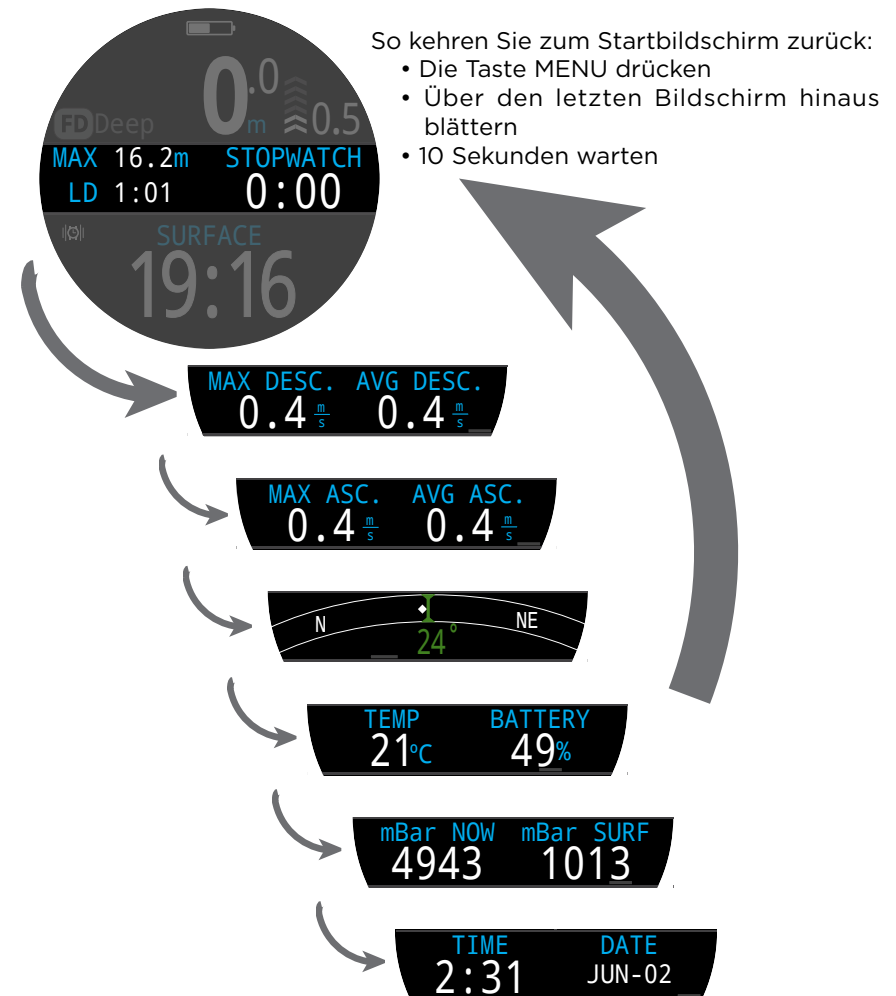 So kehren Sie zum Startbildschirm zurück:
• Die Taste MENU drücken
• Über den letzten Bildschirm hinaus
blättern
• 10 Sekunden warten
0.0
m
0.5
FD Deep
MAX 16.2m STOPWATCH
LD 1:01 0:00
SURFACE
19:16
MAX DESC. AVG DESC.
0.4 m/s 0.4 m/s
MAX ASC. AVG ASC.
0.4 m/s 0.4 m/s
N NE
24°
TEMP BATTERY
21°C 49%
mBar NOW mBar SURF
4943 1013
TIME DATE
2:31 JUN-02